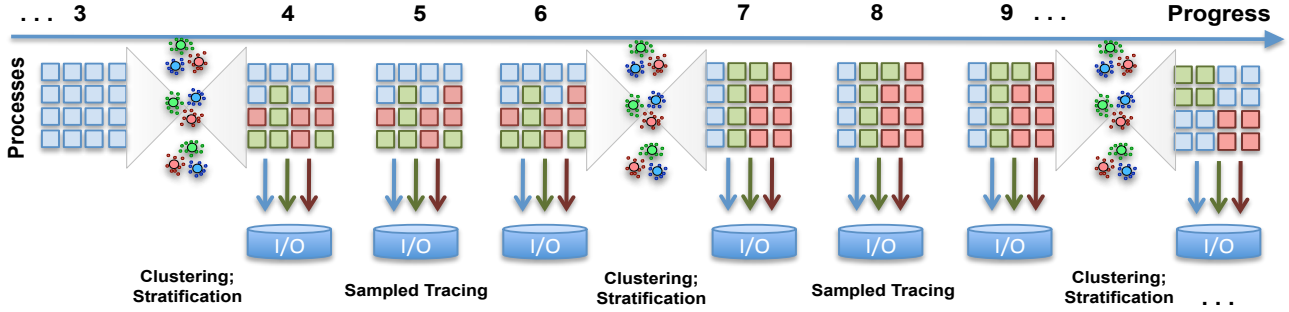 . . . 3 4 5 6 7 8 9 . . . Progress
Processes
I/O I/O I/O I/O I/O I/O I/O
Clustering;
Stratification
Sampled Tracing
Clustering;
Stratification
Sampled Tracing
Clustering;
Stratification
. . .